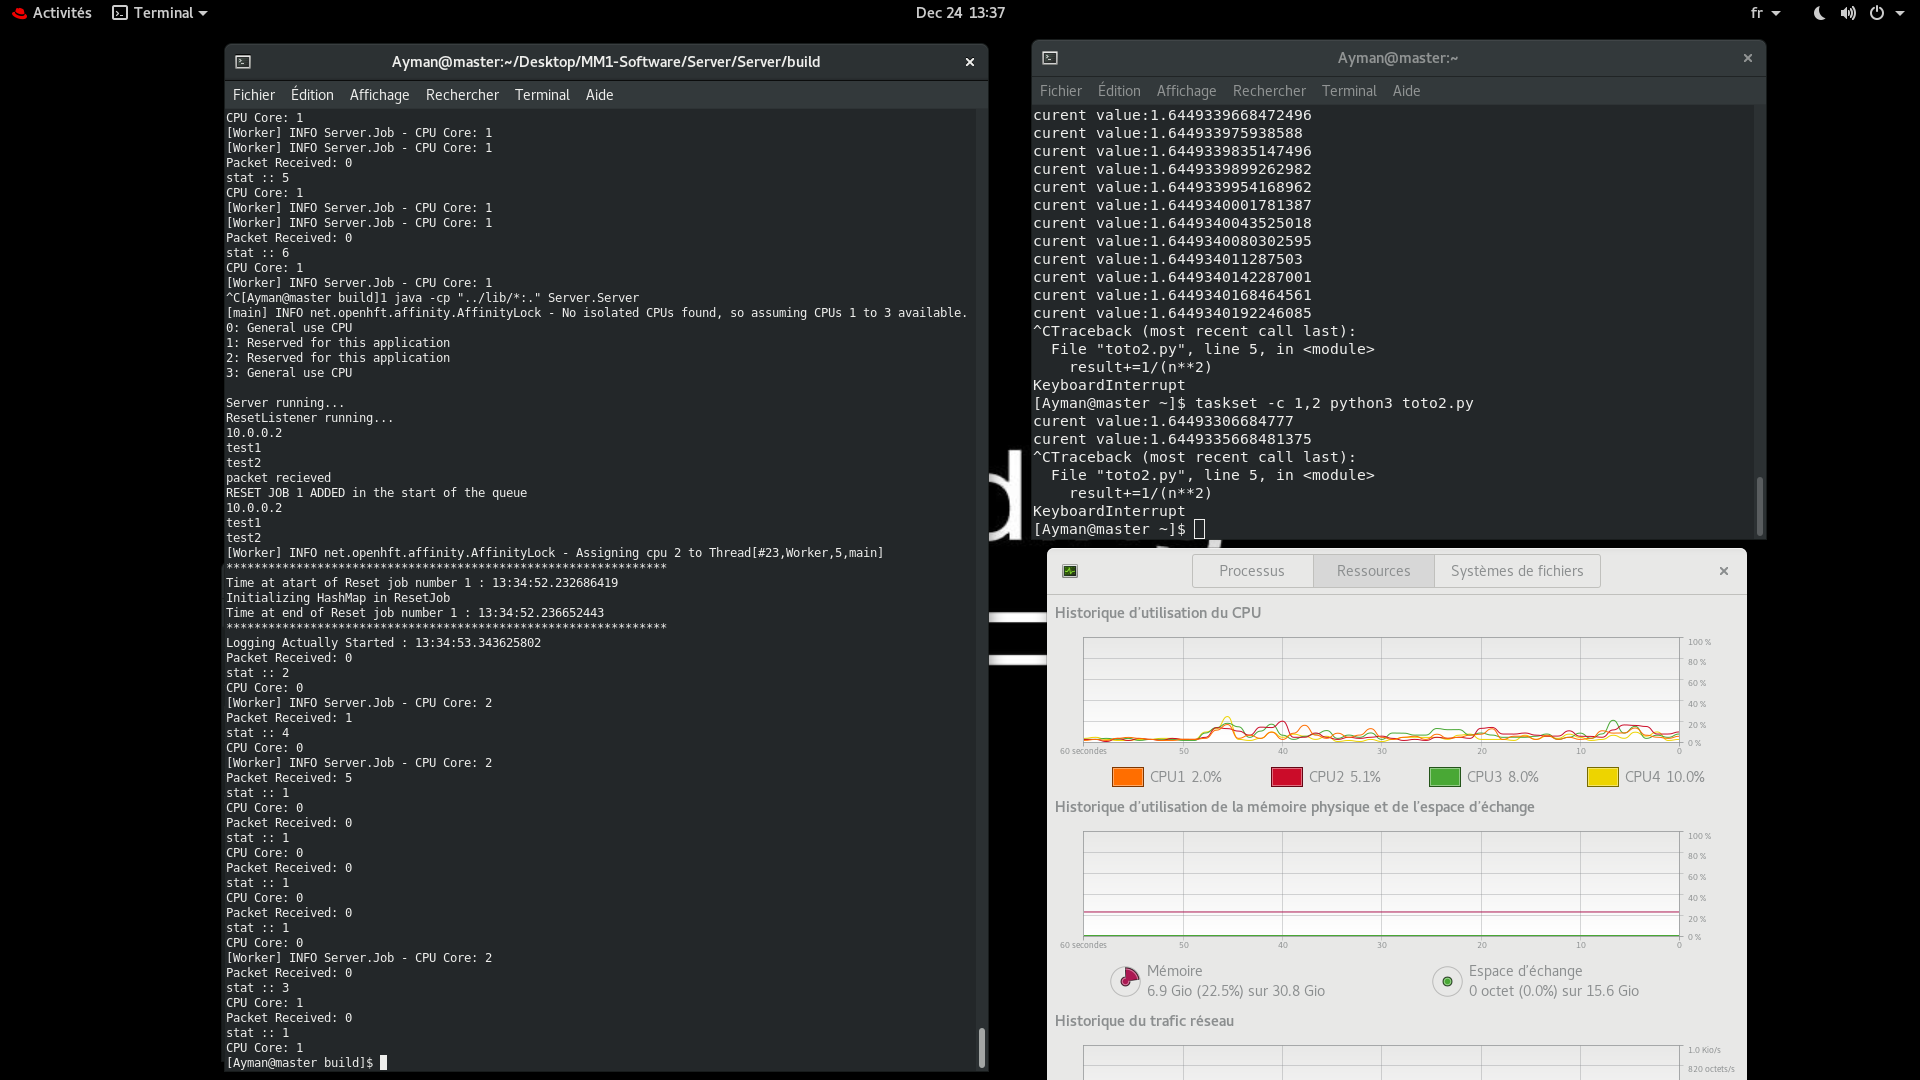 Activités
Terminal
Dec 24 13:37
fr
Ayman@master:~/Desktop/MM1-Software/Server/Server/build
Fichier Édition Affichage Rechercher Terminal Aide
CPU Core: 1
[Worker] INFO Server.Job - CPU Core: 1
[Worker] INFO Server.Job - CPU Core: 1
Packet Received: 0
stat :: 5
CPU Core: 1
[Worker] INFO Server.Job - CPU Core: 1
[Worker] INFO Server.Job - CPU Core: 1
Packet Received: 0
stat :: 6
CPU Core: 1
[Worker] INFO Server.Job - CPU Core: 1
^C[Ayman@master build]1 java -cp "../lib/*:." Server.Server
[main] INFO net.openhft.affinity.AffinityLock - No isolated CPUs found, so assuming CPUs 1 to 3 available.
0: General use CPU
1: Reserved for this application
2: Reserved for this application
3: General use CPU
Server running...
ResetListener running...
10.0.0.2
test1
test2
packet recieved
RESET JOB 1 ADDED in the start of the queue
10.0.0.2
test1
test2
[Worker] INFO net.openhft.affinity.AffinityLock - Assigning cpu 2 to Thread[#23,Worker,5,main]
***************************************************************
Time at atart of Reset job number 1 : 13:34:52.232686419
Initializing HashMap in ResetJob
Time at end of Reset job number 1 : 13:34:52.236652443
***************************************************************
Logging Actually Started : 13:34:53.343625802
Packet Received: 0
stat :: 2
CPU Core: 0
[Worker] INFO Server.Job - CPU Core: 2
Packet Received: 1
stat :: 4
CPU Core: 0
[Worker] INFO Server.Job - CPU Core: 2
Packet Received: 5
stat :: 1
CPU Core: 0
Packet Received: 0
stat :: 1
CPU Core: 0
Packet Received: 0
stat :: 1
CPU Core: 0
Packet Received: 0
stat :: 1
CPU Core: 0
[Worker] INFO Server.Job - CPU Core: 2
Packet Received: 0
stat :: 3
CPU Core: 1
Packet Received: 0
stat :: 1
CPU Core: 1
[Ayman@master build]$
Ayman@master:~
Fichier Édition Affichage Rechercher Terminal Aide
curent value:1.6449339668472496
curent value:1.644933975938588
curent value:1.6449339835147496
curent value:1.6449339899262982
curent value:1.6449339954168962
curent value:1.6449340001781387
curent value:1.6449340043525018
curent value:1.6449340080302595
curent value:1.644934011287503
curent value:1.6449340142287001
curent value:1.6449340168464561
curent value:1.6449340192246085
^CTraceback (most recent call last):
File "toto2.py", line 5, in <module>
result+=1/(n**2)
KeyboardInterrupt
[Ayman@master ~]$ taskset -c 1,2 python3 toto2.py
curent value:1.64493306684777
curent value:1.6449335668481375
^CTraceback (most recent call last):
File "toto2.py", line 5, in <module>
result+=1/(n**2)
KeyboardInterrupt
[Ayman@master ~]$
Processus Ressources Systèmes de fichiers
Historique d'utilisation du CPU
100 %
80 %
60 %
40 %
20 %
0 %
60 secondes 50 40 30 20 10 0
CPU1 2.0% CPU2 5.1% CPU3 8.0% CPU4 10.0%
Historique d'utilisation de la mémoire physique et de l'espace d'échange
100 %
80 %
60 %
40 %
20 %
0 %
60 secondes 50 40 30 20 10 0
Mémoire
6.9 Gio (22.5%) sur 30.8 Gio
Espace d'échange
0 octet (0.0%) sur 15.6 Gio
Historique du trafic réseau
1.0 Kio/s
820 octets/s